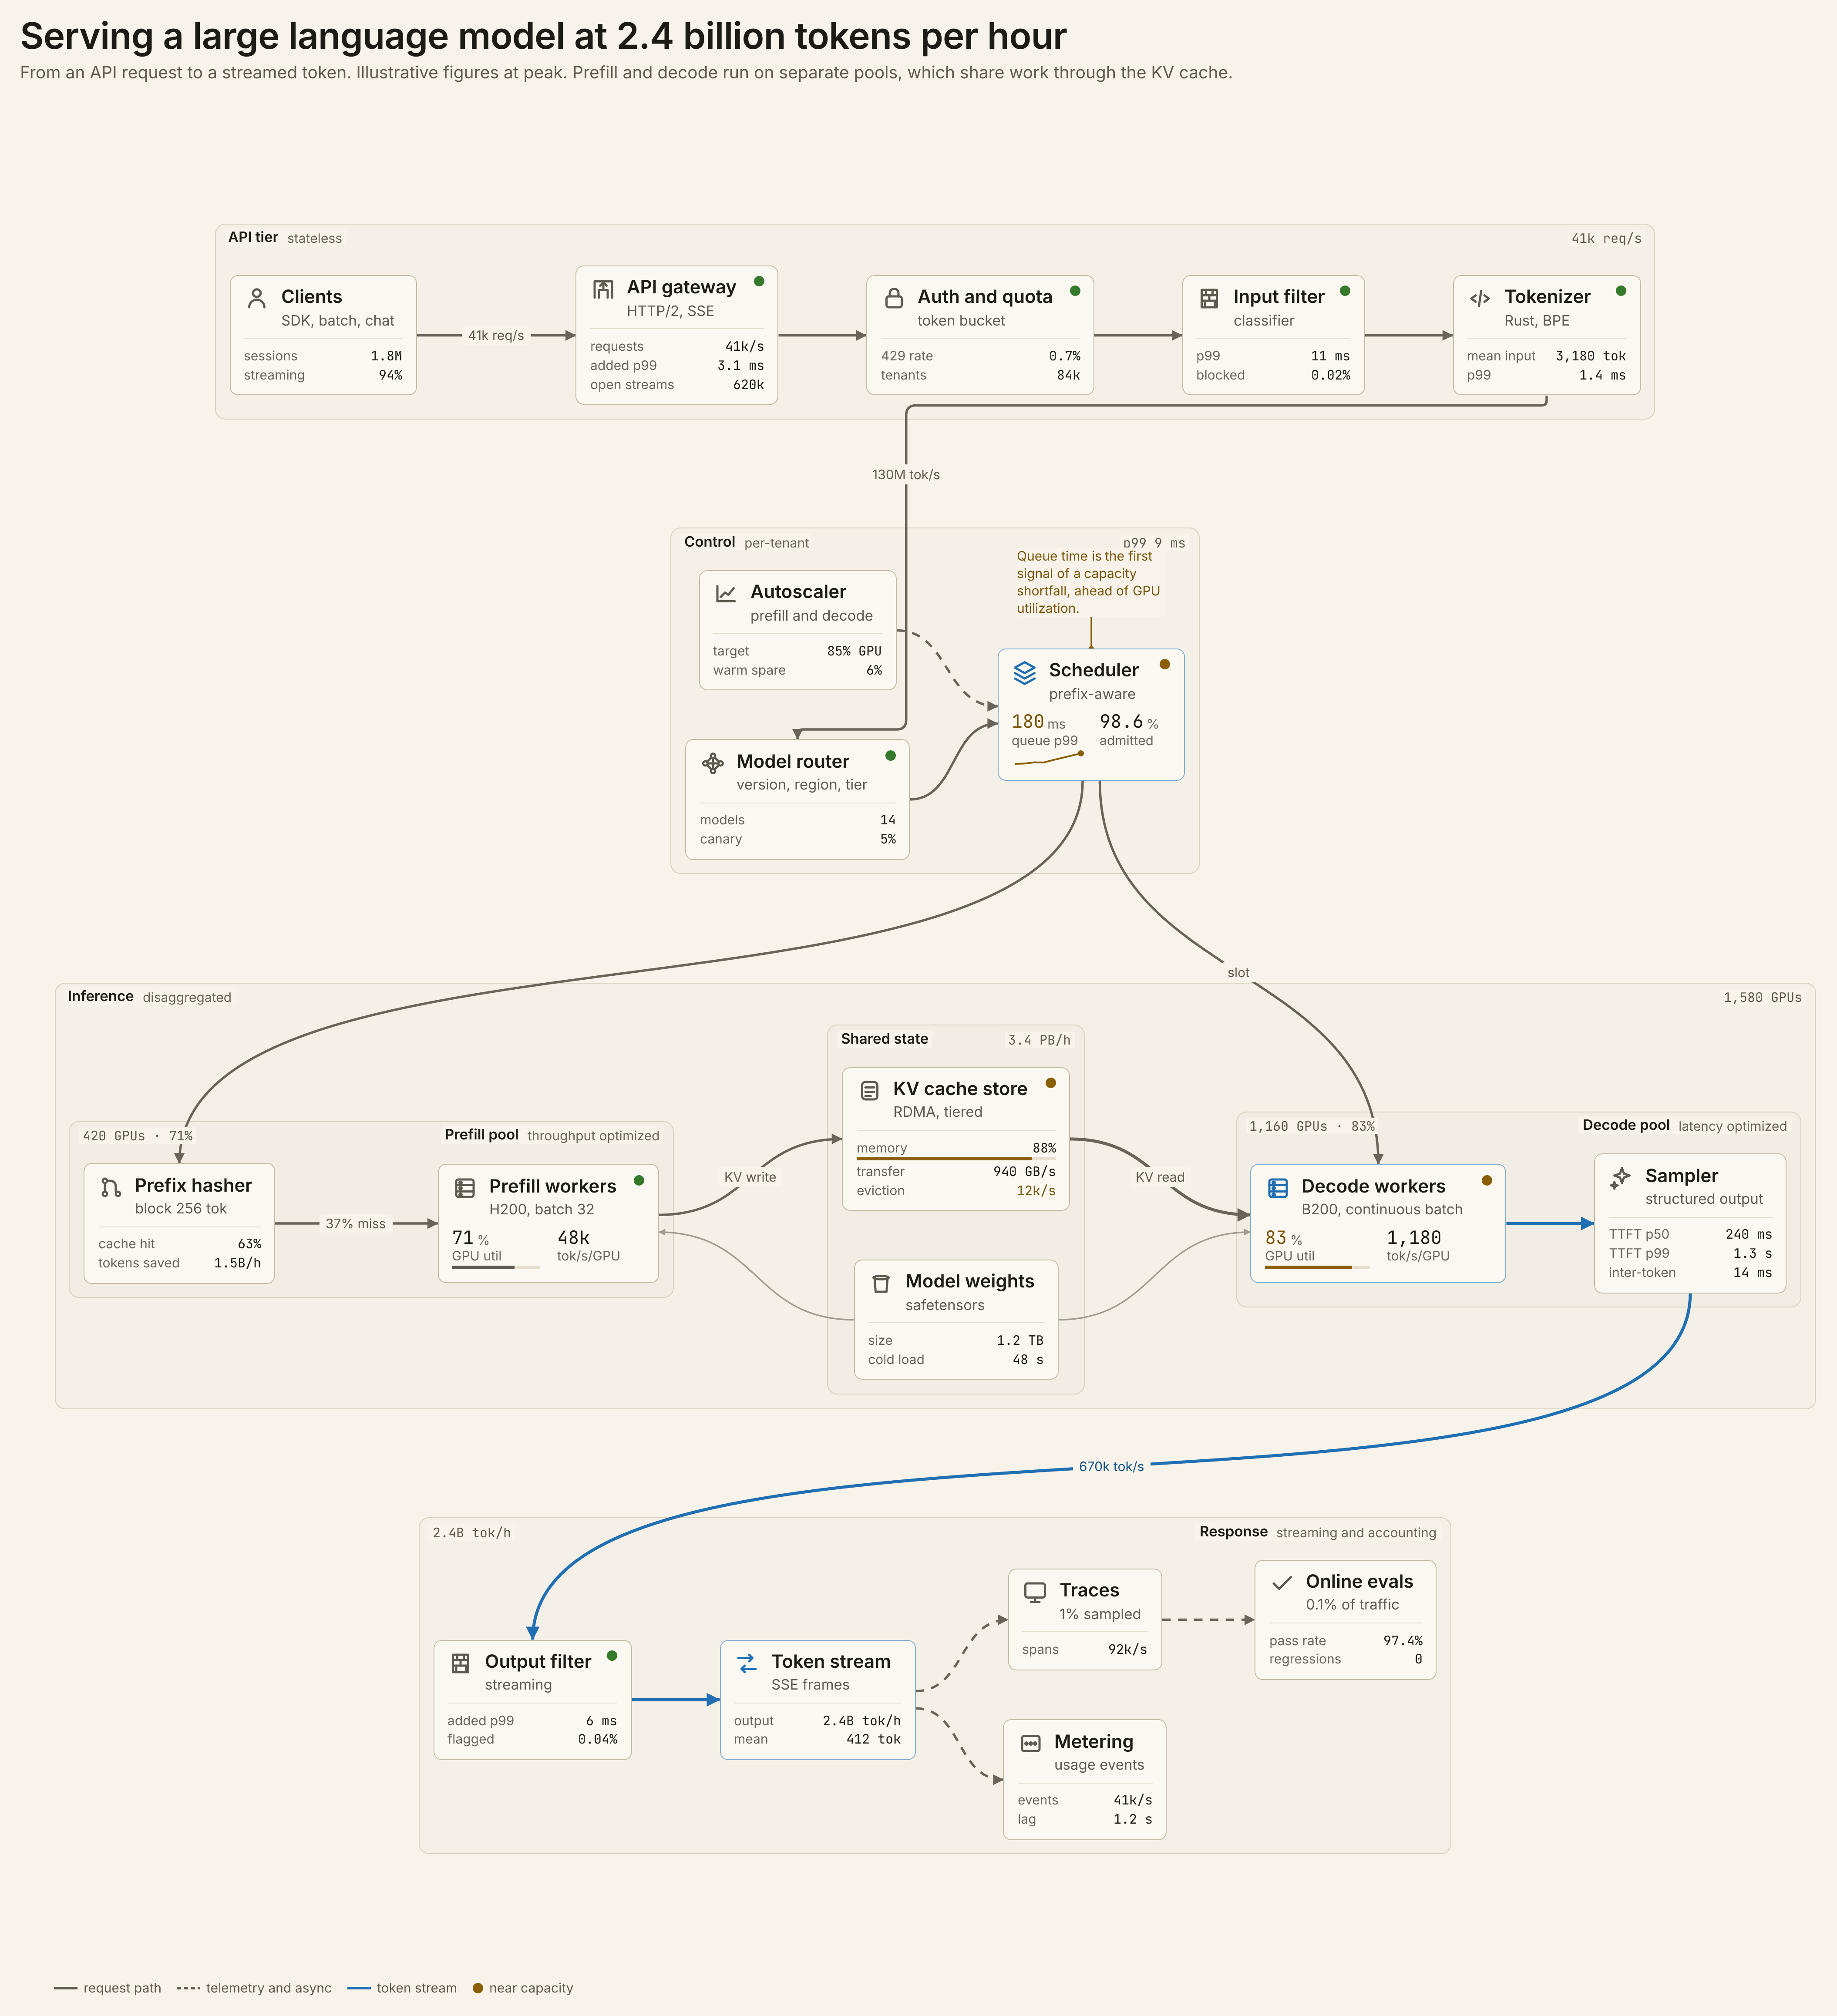 Serving a large language model at 2.4 billion tokens per hour
From an API request to a streamed token. Illustrative figures at peak. Prefill and decode run on separate pools, which share work through the KV cache.
API tier stateless
41k req/s
Clients
SDK, batch, chat
sessions 1.8M
streaming 94%
41k req/s
API gateway
HTTP/2, SSE
requests 41k/s
added p99 3.1 ms
open streams 620k
Auth and quota
token bucket
429 rate 0.7%
tenants 84k
Input filter
classifier
p99 11 ms
blocked 0.02%
Tokenizer
Rust, BPE
mean input 3,180 tok
p99 1.4 ms
130M tok/s
Control per-tenant
p99 9 ms
Queue time is the first
signal of a capacity
shortfall, ahead of GPU
utilization.
Autoscaler
prefill and decode
target 85% GPU
warm spare 6%
Scheduler
prefix-aware
180 ms 98.6 %
queue p99 admitted
Model router
version, region, tier
models 14
canary 5%
slot
Inference disaggregated
1,580 GPUs
Shared state 3.4 PB/h
KV cache store
RDMA, tiered
memory 88%
transfer 940 GB/s
eviction 12k/s
420 GPUs · 71%
Prefill pool throughput optimized
Prefix hasher
block 256 tok
cache hit 63%
tokens saved 1.5B/h
37% miss
Prefill workers
H200, batch 32
71 % 48k
GPU util tok/s/GPU
KV write
KV read
Model weights
safetensors
size 1.2 TB
cold load 48 s
1,160 GPUs · 83%
Decode pool latency optimized
Decode workers
B200, continuous batch
83 % 1,180
GPU util tok/s/GPU
Sampler
structured output
TTFT p50 240 ms
TTFT p99 1.3 s
inter-token 14 ms
670k tok/s
2.4B tok/h
Response streaming and accounting
Output filter
streaming
added p99 6 ms
flagged 0.04%
Token stream
SSE frames
output 2.4B tok/h
mean 412 tok
Traces
1% sampled
spans 92k/s
Online evals
0.1% of traffic
pass rate 97.4%
regressions 0
Metering
usage events
events 41k/s
lag 1.2 s
request path telemetry and async token stream near capacity